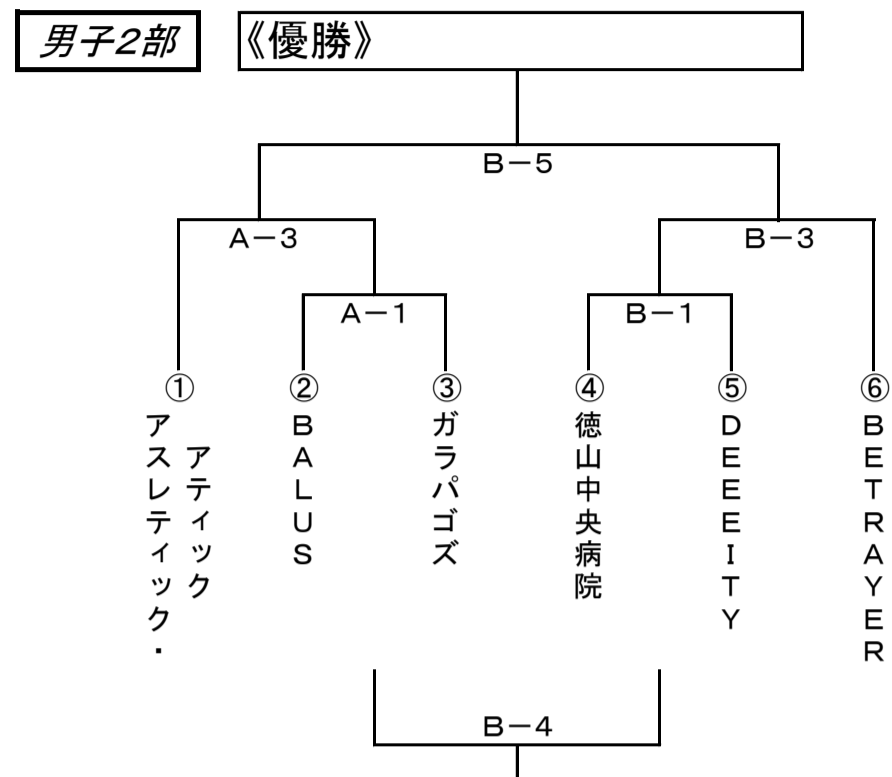 男子2部
《優勝》
B－5
A－3
B－3
A－1
B－1
①
②
③
④
⑤
⑥
アティック
アスレティック・
BALUS
ガラパゴズ
徳山中央病院
DEEEITY
BETRAYER
B－4